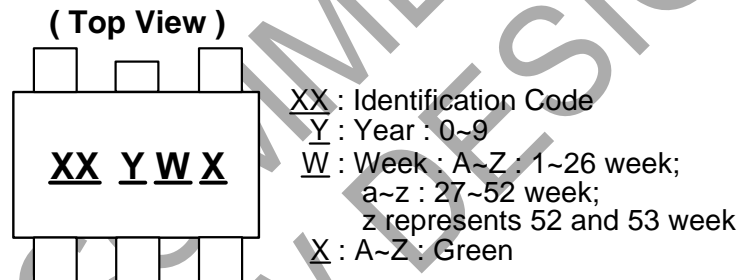 ( Top View )
XX Y W X
XX : Identification Code
Y : Year : 0~9
W : Week : A~Z : 1~26 week;
a~z : 27~52 week;
z represents 52 and 53 week
X : A~Z : Green